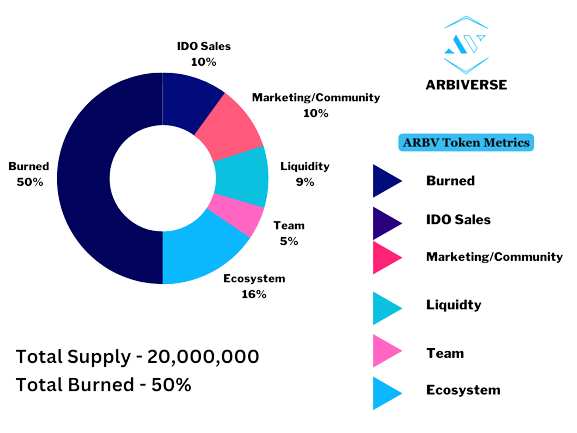 IDO Sales
10%
Marketing/Community
10%
Liquidity
9%
Team
5%
Ecosystem
16%
Burned
50%
ARBIVERSE
ARBV Token Metrics
Burned
IDO Sales
Marketing/Community
Liquidty
Team
Ecosystem
Total Supply - 20,000,000
Total Burned - 50%